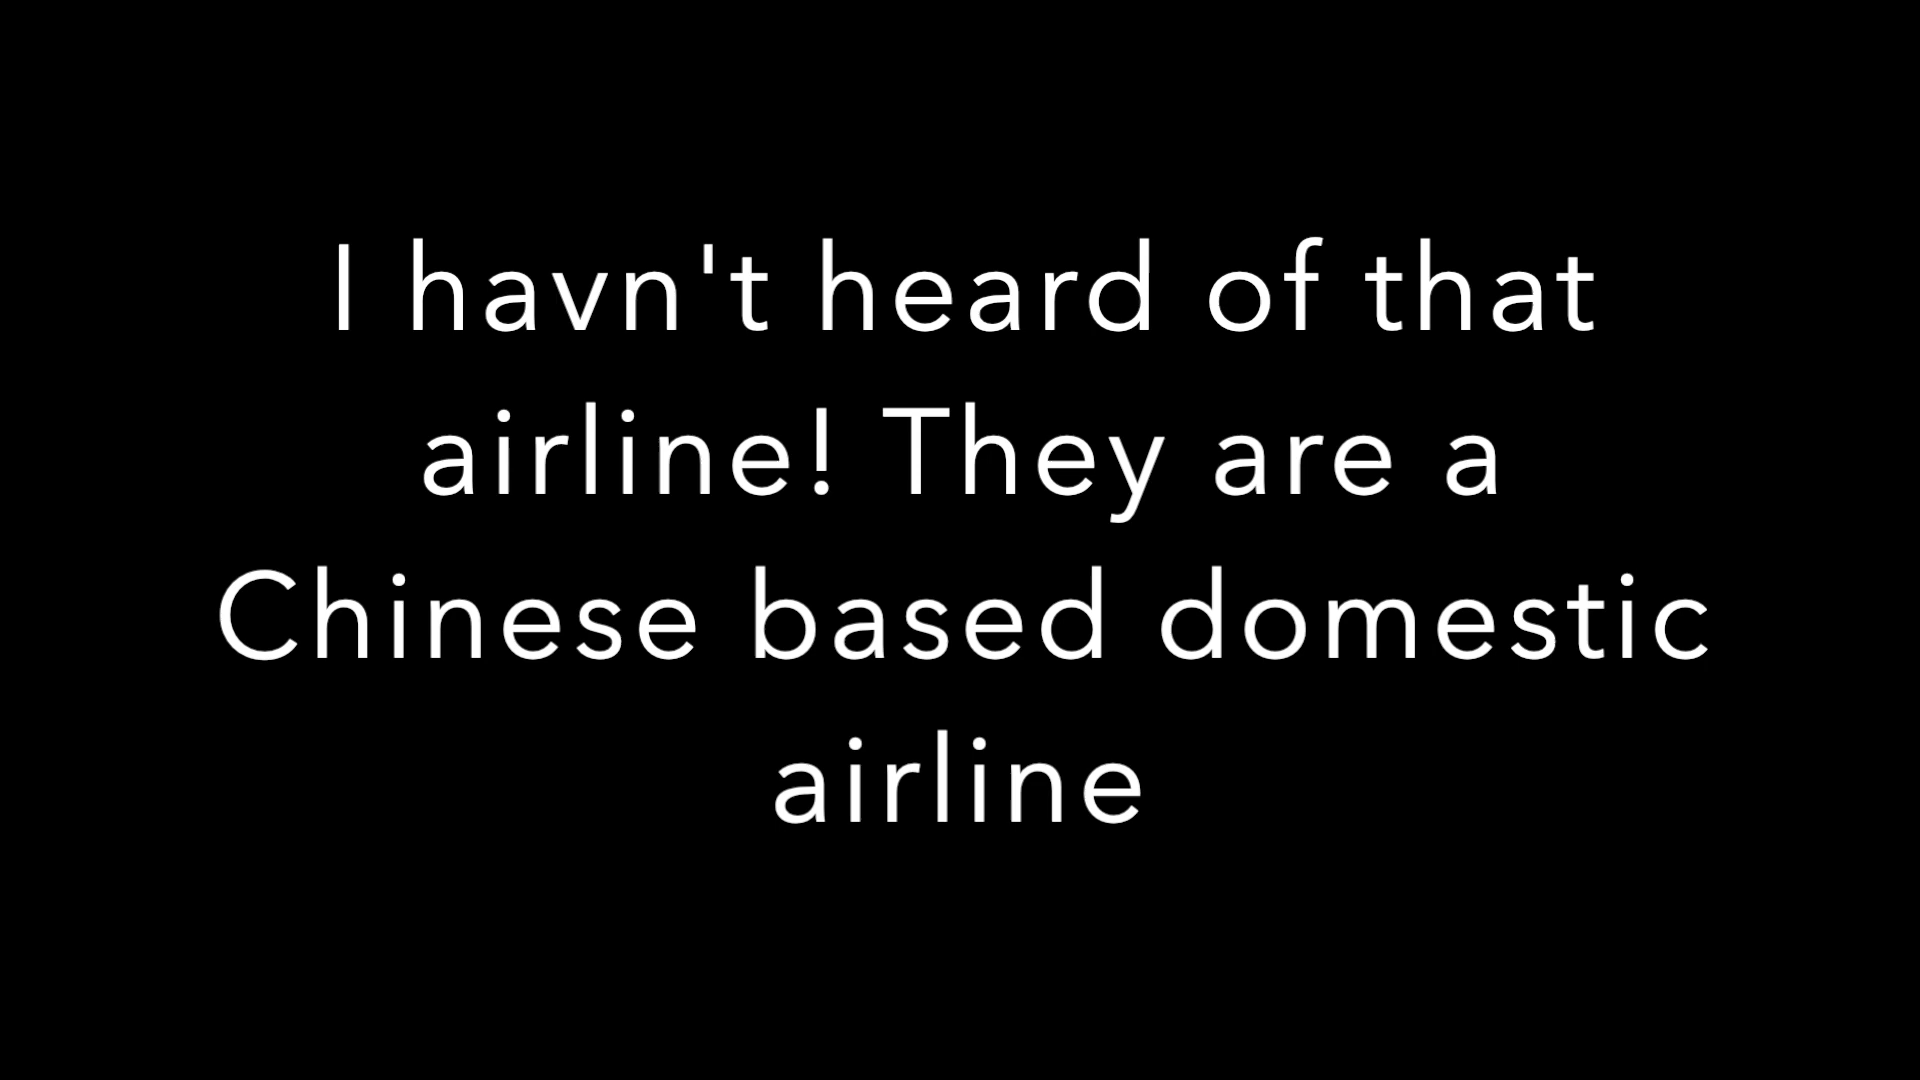 I havn't heard of that
airline! They are a
Chinese based domestic
airline